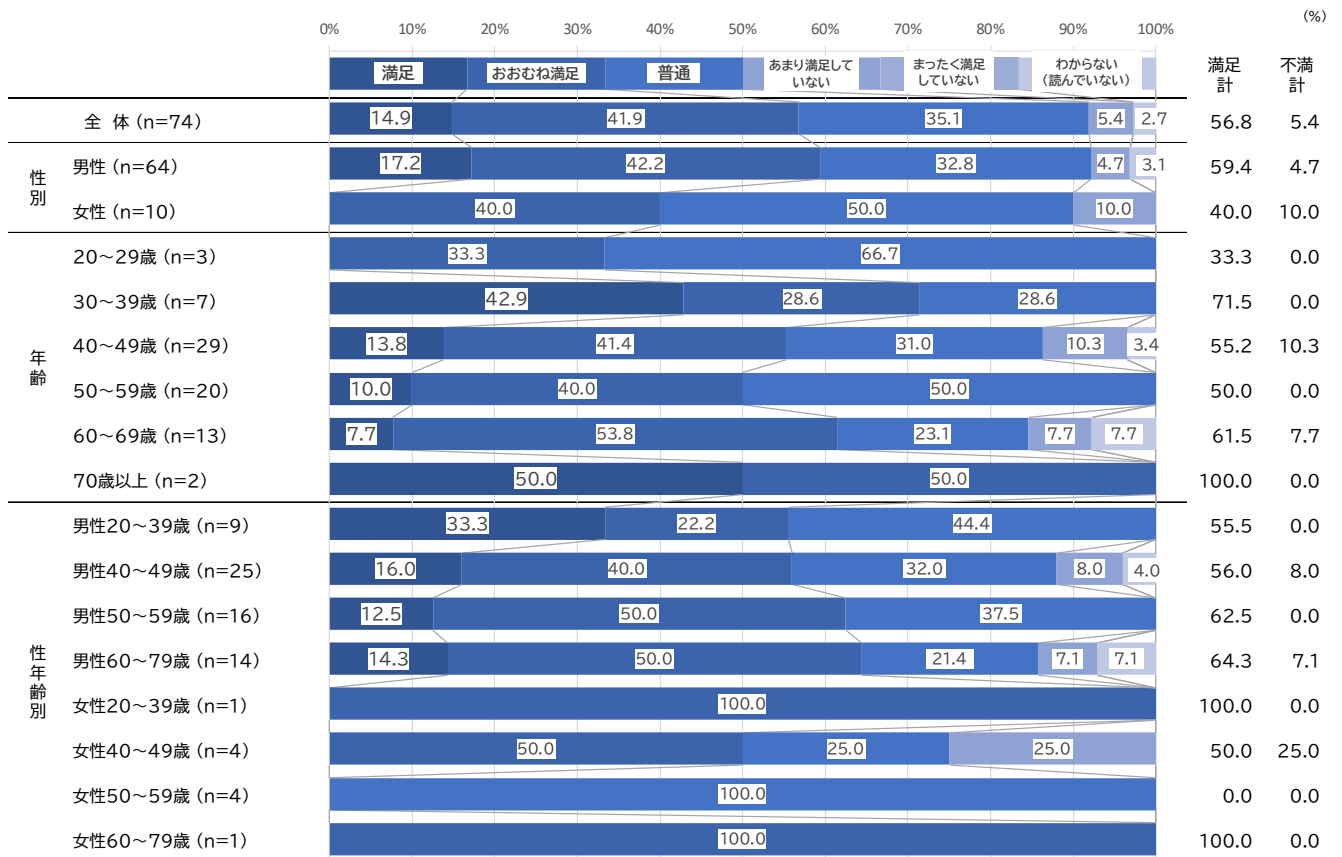 (%)
0% 10% 20% 30% 40% 50% 60% 70% 80% 90% 100%
満足 おおむね満足 普通 あまり満足して まったく満足 わからない 満足 不満
いない していない （読んでいない） 計 計
全 体 (n=74) 14.9 41.9 35.1 5.4 2.7 56.8 5.4
性別
男性 (n=64) 17.2 42.2 32.8 4.7 3.1 59.4 4.7
女性 (n=10) 40.0 50.0 10.0 40.0 10.0
年齢
20～29歳 (n=3) 33.3 66.7 33.3 0.0
30～39歳 (n=7) 42.9 28.6 28.6 71.5 0.0
40～49歳 (n=29) 13.8 41.4 31.0 10.3 3.4 55.2 10.3
50～59歳 (n=20) 10.0 40.0 50.0 50.0 0.0
60～69歳 (n=13) 7.7 53.8 23.1 7.7 7.7 61.5 7.7
70歳以上 (n=2) 50.0 50.0 100.0 0.0
性年齢別
男性20～39歳 (n=9) 33.3 22.2 44.4 55.5 0.0
男性40～49歳 (n=25) 16.0 40.0 32.0 8.0 4.0 56.0 8.0
男性50～59歳 (n=16) 12.5 50.0 37.5 62.5 0.0
男性60～79歳 (n=14) 14.3 50.0 21.4 7.1 7.1 64.3 7.1
女性20～39歳 (n=1) 100.0 100.0 0.0
女性40～49歳 (n=4) 50.0 25.0 25.0 50.0 25.0
女性50～59歳 (n=4) 100.0 0.0 0.0
女性60～79歳 (n=1) 100.0 100.0 0.0